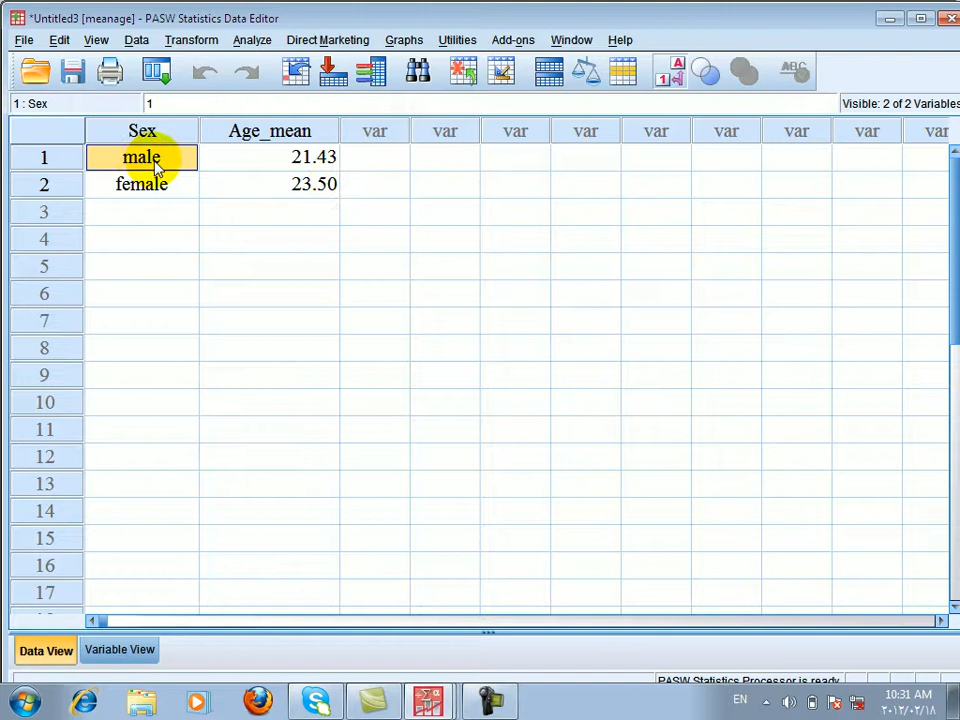 *Untitled3 [meanage] - PASW Statistics Data Editor
File Edit View Data Transform Analyze Direct Marketing Graphs Utilities Add-ons Window Help
1 : Sex 1 Visible: 2 of 2 Variables
Sex Age_mean var var var var var var var var var
1 male 21.43
2 female 23.50
3
4
5
6
7
8
9
10
11
12
13
14
15
16
17
Data View Variable View
PASW Statistics Processor is ready
EN 10:31 AM
٢٠١٢/٠٢/١٨